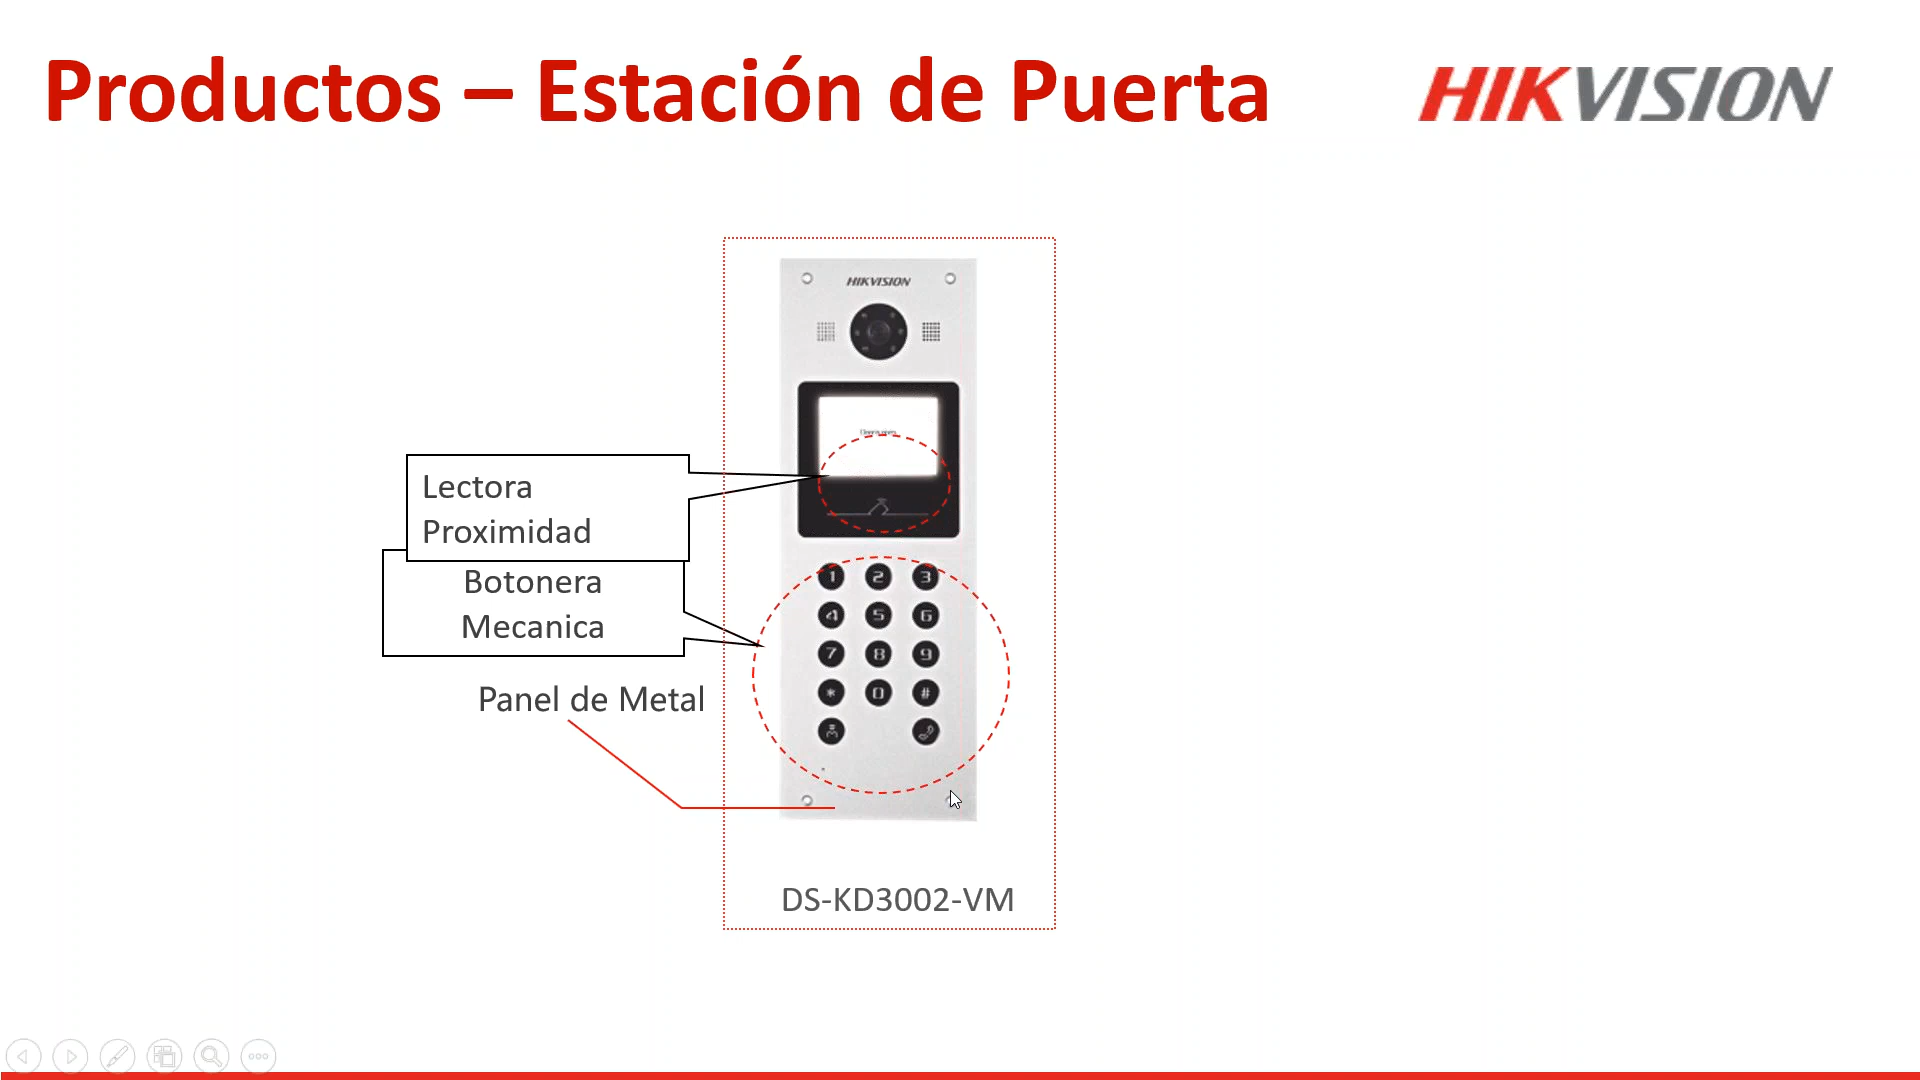 Productos – Estación de Puerta
HIKVISION
HIKVISION
Lectora
Proximidad
Botonera
Mecanica
Panel de Metal
1 2 3
4 5 6
7 8 9
* 0 #
DS-KD3002-VM